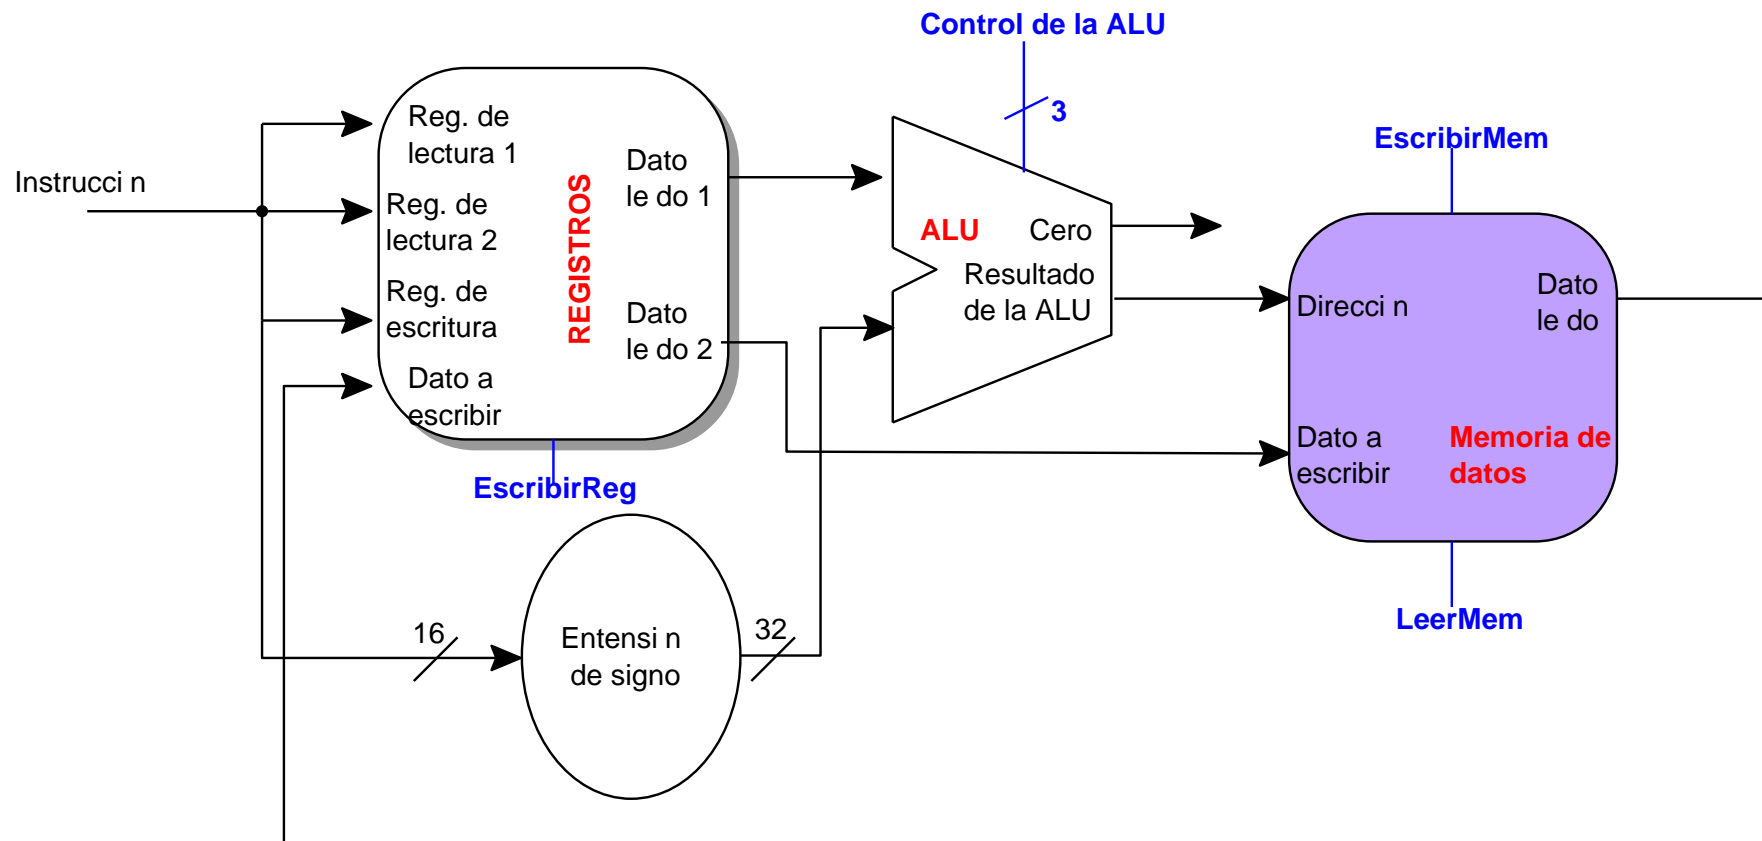 Control de la ALU
3
EscribirMem
Instrucci n
Reg. de
lectura 1
Reg. de
lectura 2
Reg. de
escritura
Dato a
escribir
REGISTROS
Dato
le do 1
Dato
le do 2
EscribirReg
ALU
Cero
Resultado
de la ALU
Direcci n
Dato
le do
Dato a
escribir
Memoria de
datos
LeerMem
16
Entensi n
de signo
32